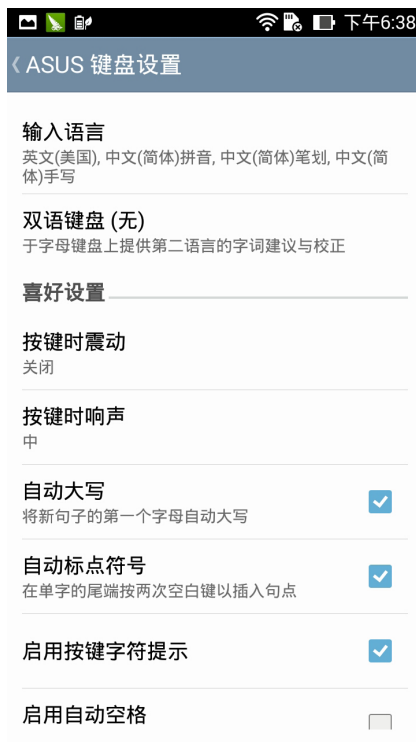 下午6:38
ASUS 键盘设置
输入语言
英文(美国), 中文(简体)拼音, 中文(简体)笔划, 中文(简
体)手写
双语键盘 (无)
于字母键盘上提供第二语言的字词建议与校正
喜好设置
按键时震动
关闭
按键时响声
中
自动大写
将新句子的第一个字母自动大写
自动标点符号
在单字的尾端按两次空白键以插入句点
启用按键字符提示
启用自动空格